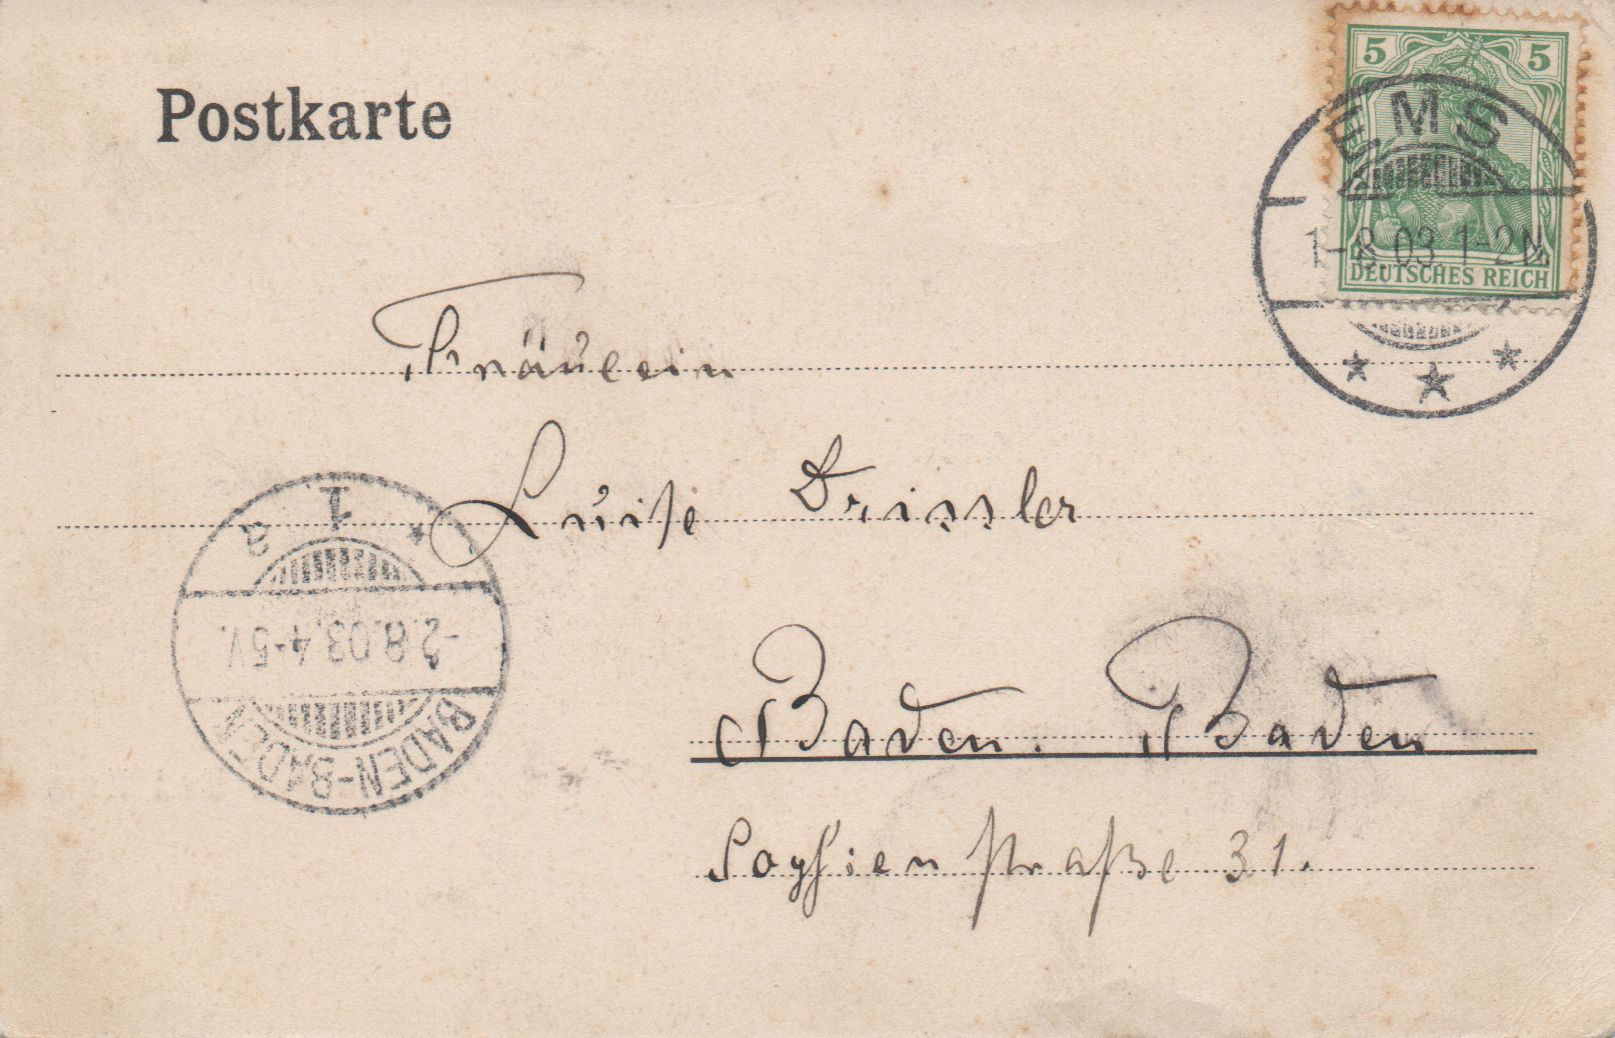 Postkarte
5 5
EMS
1-8.03.1-2N.
DEUTSCHES REICH
Fräulein
Luise Drissler
Baden. Baden
Sophienstraße 31.
BADEN-BADEN
-2.8.03.4-5V.
* 1 a